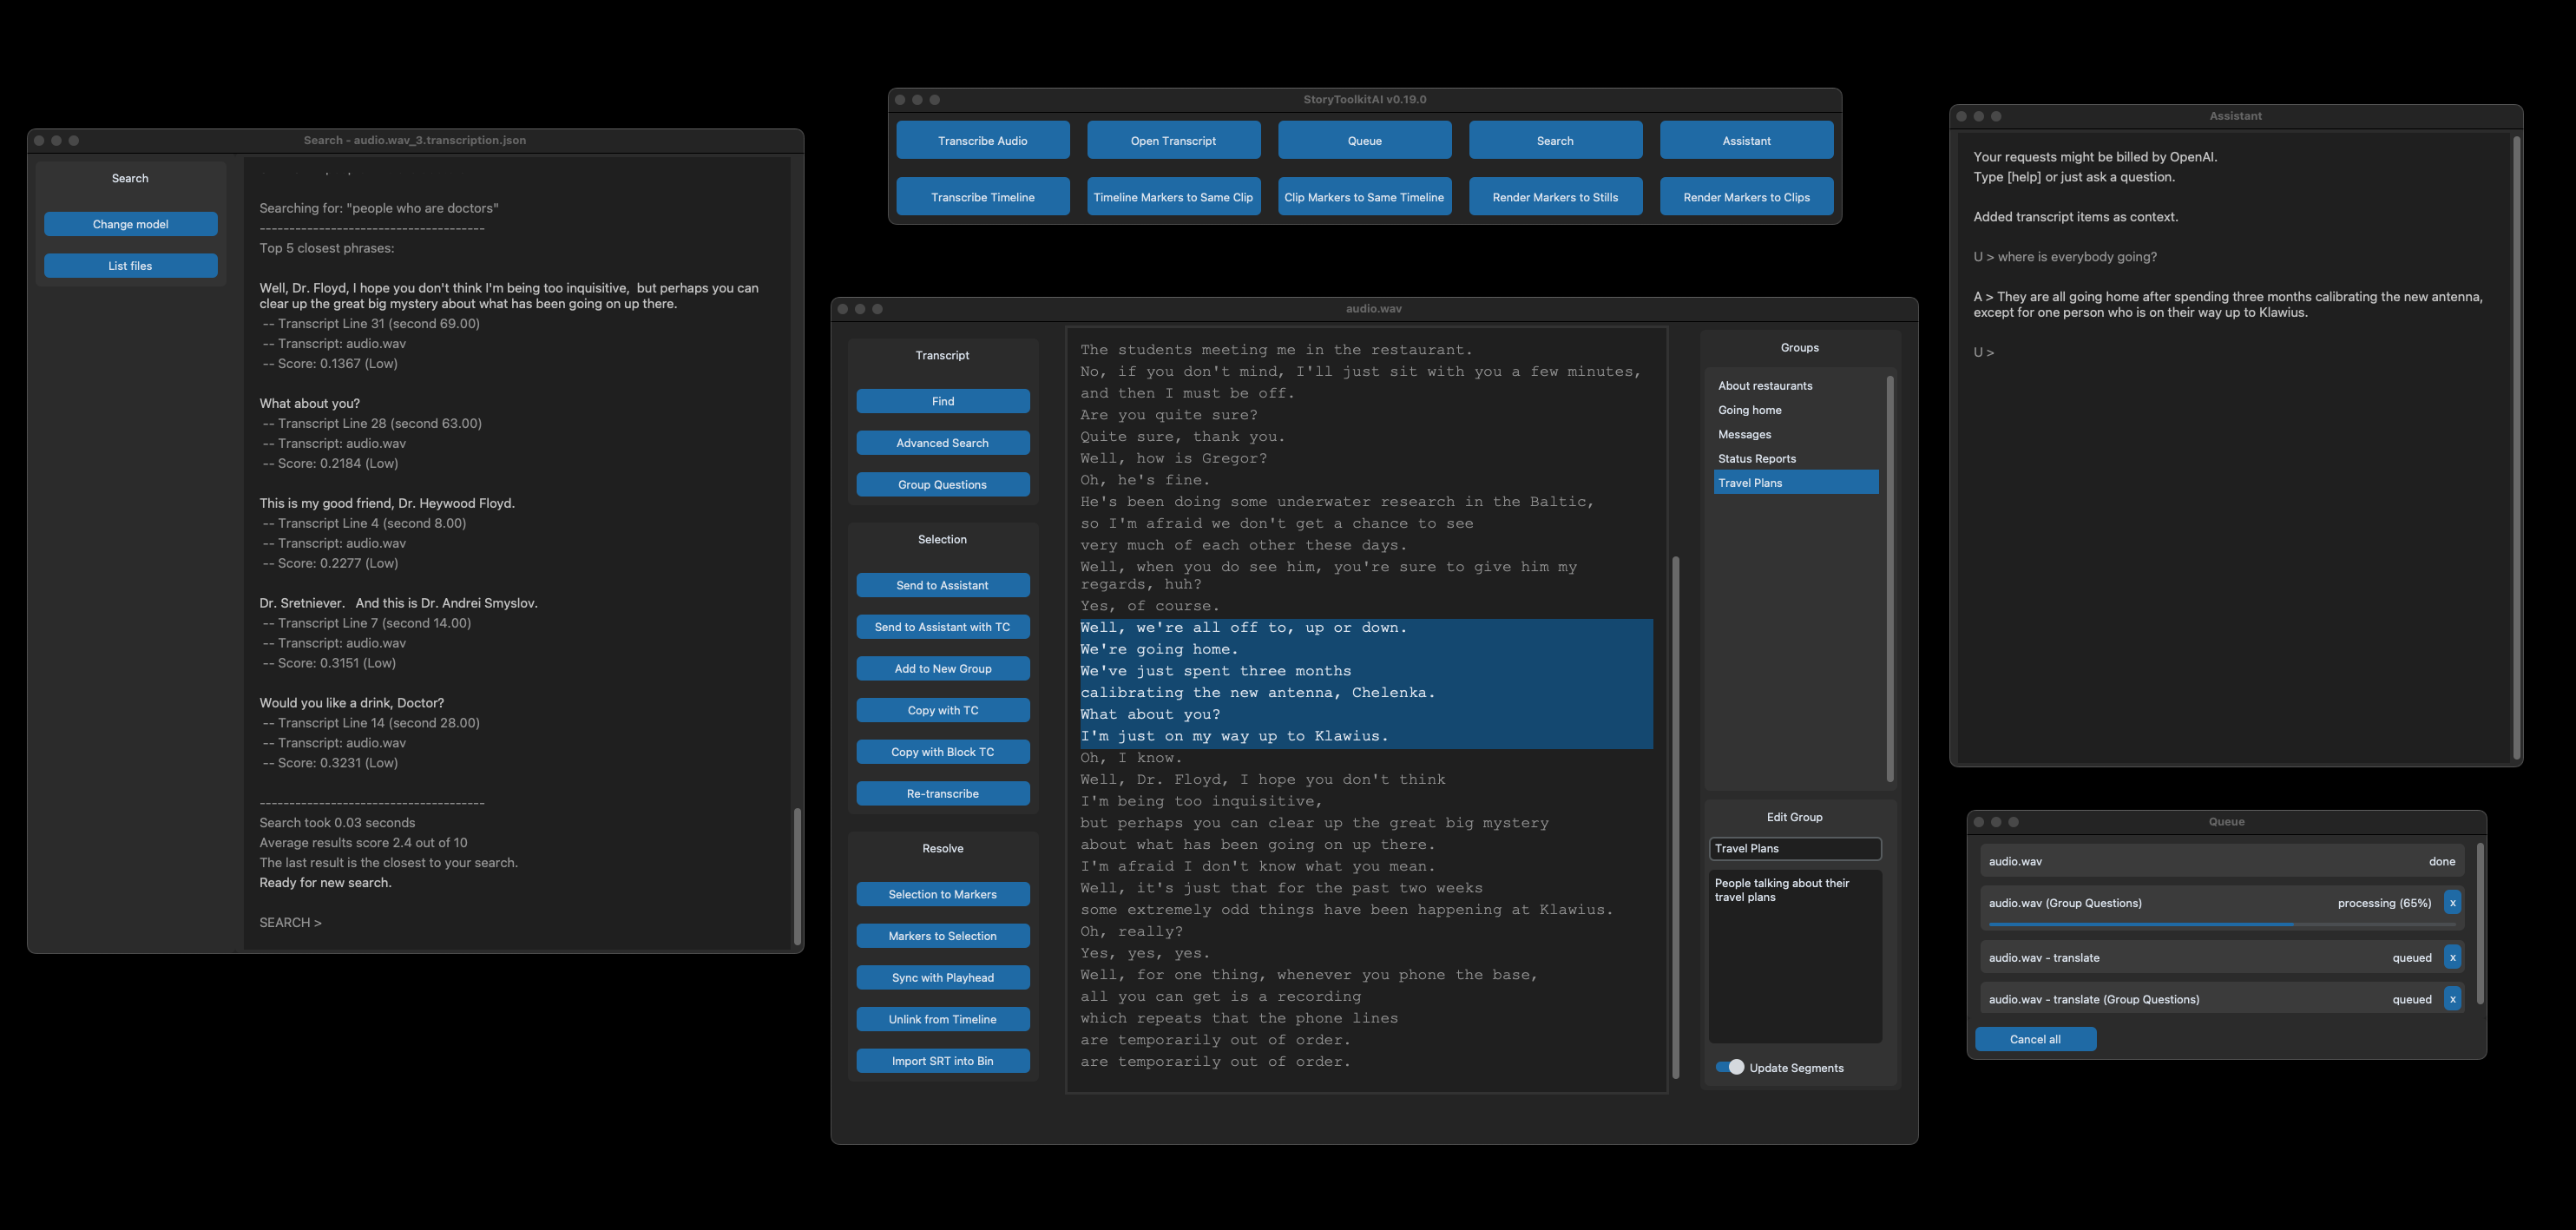 Search - audio.wav_3.transcription.json
Search
Change model
List files
Searching for: "people who are doctors"
--------------------------------------
Top 5 closest phrases:
Well, Dr. Floyd, I hope you don't think I'm being too inquisitive,  but perhaps you can
clear up the great big mystery about what has been going on up there.
-- Transcript Line 31 (second 69.00)
-- Transcript: audio.wav
-- Score: 0.1367 (Low)
What about you?
-- Transcript Line 28 (second 63.00)
-- Transcript: audio.wav
-- Score: 0.2184 (Low)
This is my good friend, Dr. Heywood Floyd.
-- Transcript Line 4 (second 8.00)
-- Transcript: audio.wav
-- Score: 0.2277 (Low)
Dr. Sretniever.   And this is Dr. Andrei Smyslov.
-- Transcript Line 7 (second 14.00)
-- Transcript: audio.wav
-- Score: 0.3151 (Low)
Would you like a drink, Doctor?
-- Transcript Line 14 (second 28.00)
-- Transcript: audio.wav
-- Score: 0.3231 (Low)
--------------------------------------
Search took 0.03 seconds
Average results score 2.4 out of 10
The last result is the closest to your search.
Ready for new search.
SEARCH >
StoryToolkitAI v0.19.0
Transcribe Audio
Open Transcript
Queue
Search
Assistant
Transcribe Timeline
Timeline Markers to Same Clip
Clip Markers to Same Timeline
Render Markers to Stills
Render Markers to Clips
audio.wav
Transcript
Find
Advanced Search
Group Questions
Selection
Send to Assistant
Send to Assistant with TC
Add to New Group
Copy with TC
Copy with Block TC
Re-transcribe
Resolve
Selection to Markers
Markers to Selection
Sync with Playhead
Unlink from Timeline
Import SRT into Bin
The students meeting me in the restaurant.
No, if you don't mind, I'll just sit with you a few minutes,
and then I must be off.
Are you quite sure?
Quite sure, thank you.
Well, how is Gregor?
Oh, he's fine.
He's been doing some underwater research in the Baltic,
so I'm afraid we don't get a chance to see
very much of each other these days.
Well, when you do see him, you're sure to give him my
regards, huh?
Yes, of course.
Well, we're all off to, up or down.
We're going home.
We've just spent three months
calibrating the new antenna, Chelenka.
What about you?
I'm just on my way up to Klawius.
Oh, I know.
Well, Dr. Floyd, I hope you don't think
I'm being too inquisitive,
but perhaps you can clear up the great big mystery
about what has been going on up there.
I'm afraid I don't know what you mean.
Well, it's just that for the past two weeks
some extremely odd things have been happening at Klawius.
Oh, really?
Yes, yes, yes.
Well, for one thing, whenever you phone the base,
all you can get is a recording
which repeats that the phone lines
are temporarily out of order.
are temporarily out of order.
Groups
About restaurants
Going home
Messages
Status Reports
Travel Plans
Edit Group
Travel Plans
People talking about their
travel plans
Update Segments
Assistant
Your requests might be billed by OpenAI.
Type [help] or just ask a question.
Added transcript items as context.
U > where is everybody going?
A > They are all going home after spending three months calibrating the new antenna,
except for one person who is on their way up to Klawius.
U >
Queue
audio.wav done
audio.wav (Group Questions) processing (65%) x
audio.wav - translate queued x
audio.wav - translate (Group Questions) queued x
Cancel all